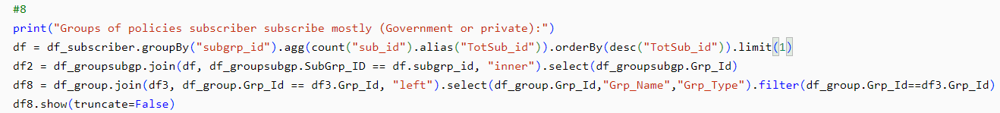 #8
print("Groups of policies subscriber subscribe mostly (Government or private):")
df = df_subscriber.groupBy("subgrp_id").agg(count("sub_id").alias("TotSub_id")).orderBy(desc("TotSub_id")).limit(1)
df2 = df_groupsubgp.join(df, df_groupsubgp.SubGrp_ID == df.subgrp_id, "inner").select(df_groupsubgp.Grp_Id)
df8 = df_group.join(df3, df_group.Grp_Id == df3.Grp_Id, "left").select(df_group.Grp_Id,"Grp_Name","Grp_Type").filter(df_group.Grp_Id==df3.Grp_Id)
df8.show(truncate=False)